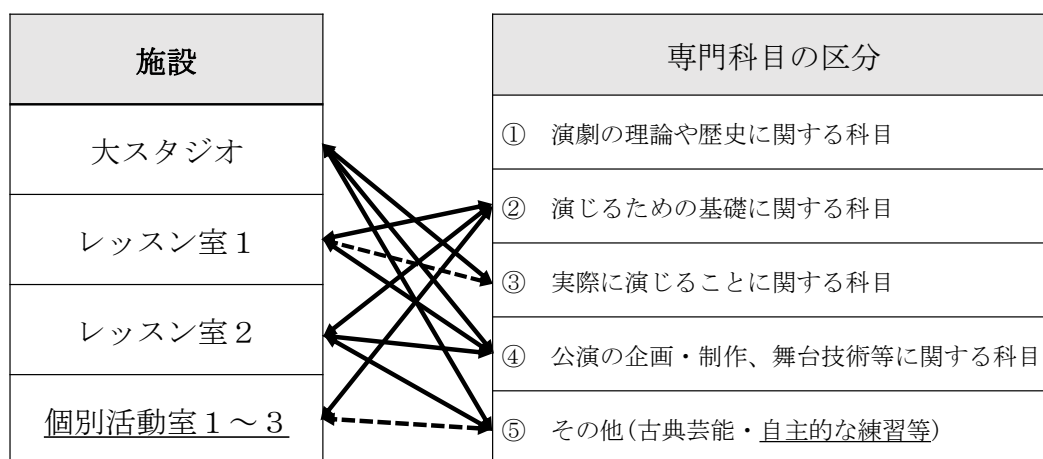 施設
大スタジオ
レッスン室１
レッスン室２
個別活動室１～３
専門科目の区分
① 演劇の理論や歴史に関する科目
② 演じるための基礎に関する科目
③ 実際に演じることに関する科目
④ 公演の企画・制作、舞台技術等に関する科目
⑤ その他(古典芸能・自主的な練習等)